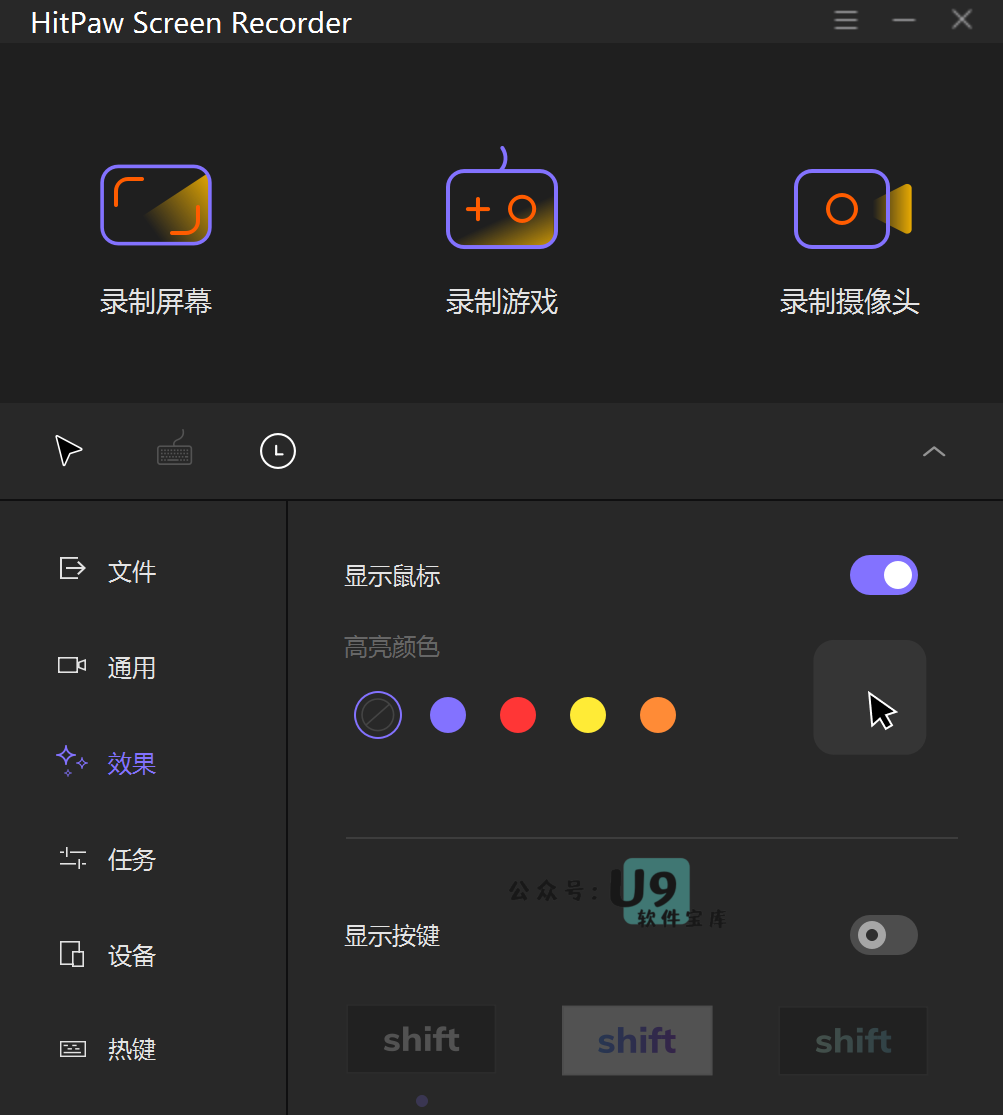 HitPaw Screen Recorder
录制屏幕
录制游戏
录制摄像头
文件
通用
效果
任务
设备
热键
显示鼠标
高亮颜色
公众号:
U9
软件宝库
显示按键
shift
shift
shift